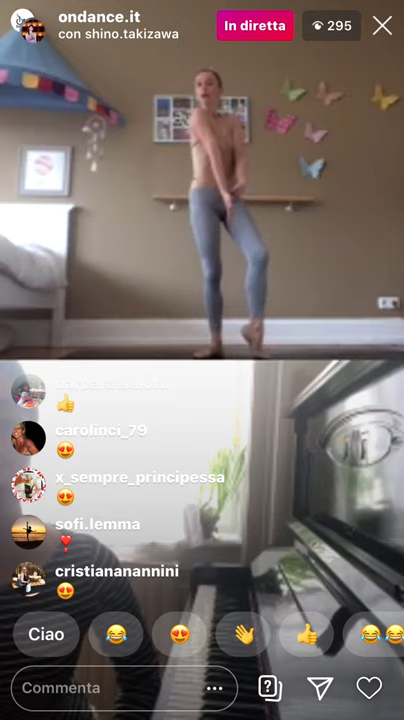 ondance.it
con shino.takizawa
In diretta
295
carolinci_79
x_sempre_principessa
sofi.lemma
cristiananannini
Ciao
Commenta